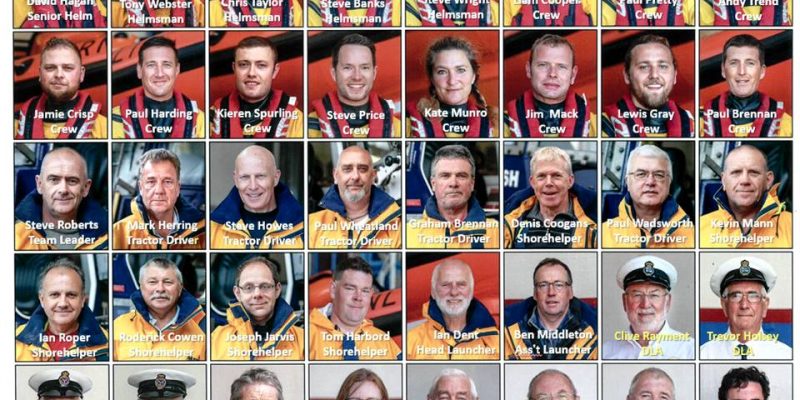 David Hagan
Senior Helm
Tony Webster
Helmsman
Chris Taylor
Helmsman
Steve Banks
Helmsman
Steve Wright
Helmsman
Liam Cooper
Crew
Paul Pretty
Crew
Andy Trend
Crew
Jamie Crisp
Crew
Paul Harding
Crew
Kieren Spurling
Crew
Steve Price
Crew
Kate Munro
Crew
Jim Mack
Crew
Lewis Gray
Crew
Paul Brennan
Crew
Steve Roberts
Team Leader
Mark Herring
Tractor Driver
Steve Howes
Tractor Driver
Paul Wheatland
Tractor Driver
Graham Brennan
Tractor Driver
Denis Coogans
Shorehelper
Paul Wadsworth
Tractor Driver
Kevin Mann
Shorehelper
Ian Roper
Shorehelper
Roderick Cowen
Shorehelper
Joseph Jarvis
Shorehelper
Tom Harbord
Shorehelper
Ian Dent
Head Launcher
Ben Middleton
Ass't Launcher
Clive Rayment
DLA
Trevor Holsey
DLA